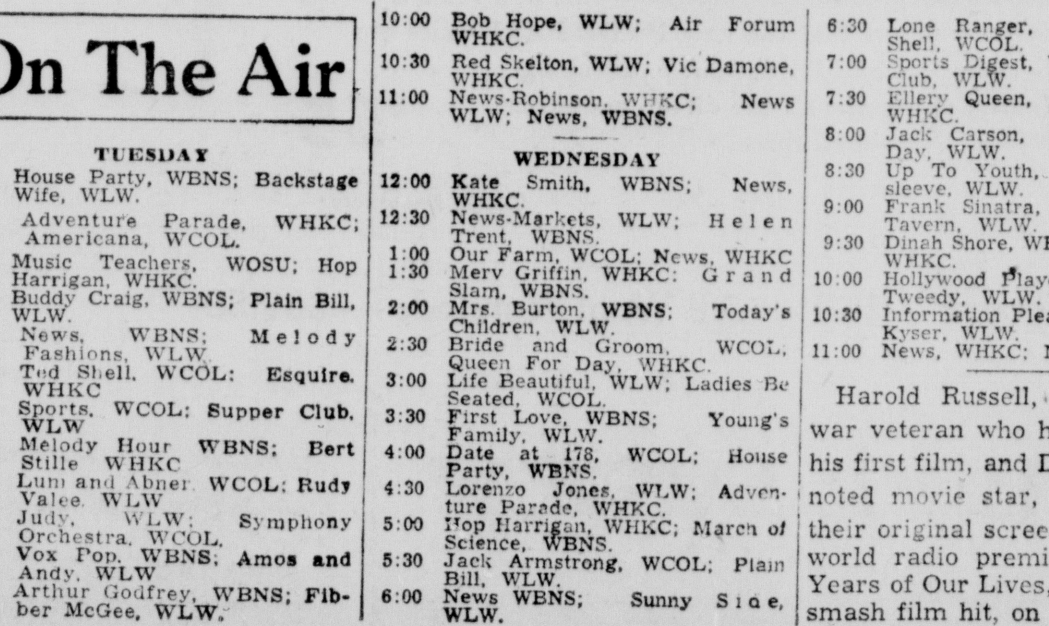 On The Air
TUESDAY
House Party, WBNS; Backstage
Wife, WLW.
Adventure Parade, WHKC;
Americana, WCOL.
Music Teachers, WOSU; Hop
Harrigan, WHKC.
Buddy Craig, WBNS; Plain Bill,
WLW.
News, WBNS; Melody
Fashions, WLW
Ted Shell, WCOL; Esquire,
WHKC
Sports, WCOL; Supper Club,
WLW
Melody Hour WBNS; Bert
Stille WHKC
Lum and Abner WCOL; Rudy
Valee, WLW
Judy, WLW; Symphony
Orchestra, WCOL.
Vox Pop, WBNS; Amos and
Andy, WLW
Arthur Godfrey, WBNS; Fib-
ber McGee, WLW.
10:00 Bob Hope, WLW; Air Forum
WHKC.
10:30 Red Skelton, WLW; Vic Damone,
WHKC.
11:00 News-Robinson, WHKC; News
WLW; News, WBNS.
WEDNESDAY
12:00 Kate Smith, WBNS; News,
WHKC.
12:30 News-Markets, WLW; Helen
Trent, WBNS.
1:00 Our Farm, WCOL; News, WHKC
1:30 Merv Griffin, WHKC: Grand
Slam, WBNS.
2:00 Mrs. Burton, WBNS; Today's
Children, WLW.
2:30 Bride and Groom, WCOL,
Queen For Day, WHKC.
3:00 Life Beautiful, WLW; Ladies Be
Seated, WCOL.
3:30 First Love, WBNS; Young's
Family, WLW.
4:00 Date at 178, WCOL; House
Party, WBNS.
4:30 Lorenzo Jones, WLW; Adven-
ture Parade, WHKC.
5:00 Hop Harrigan, WHKC; March of
Science, WBNS.
5:30 Jack Armstrong, WCOL; Plain
Bill, WLW.
6:00 News WBNS; Sunny Side,
WLW.
6:30 Lone Ranger,
Shell, WCOL.
7:00 Sports Digest,
Club, WLW.
7:30 Ellery Queen,
WHKC.
8:00 Jack Carson,
Day, WLW.
8:30 Up To Youth,
sleeve, WLW.
9:00 Frank Sinatra,
Tavern, WLW.
9:30 Dinah Shore,
WHKC.
10:00 Hollywood
Tweedy, WLW.
10:30 Information
Kyser, WLW.
11:00 News, WHKC;
Harold Russell,
war veteran who
his first film, and
noted movie star,
their original
world radio
Years of Our Lives,
smash film hit, on